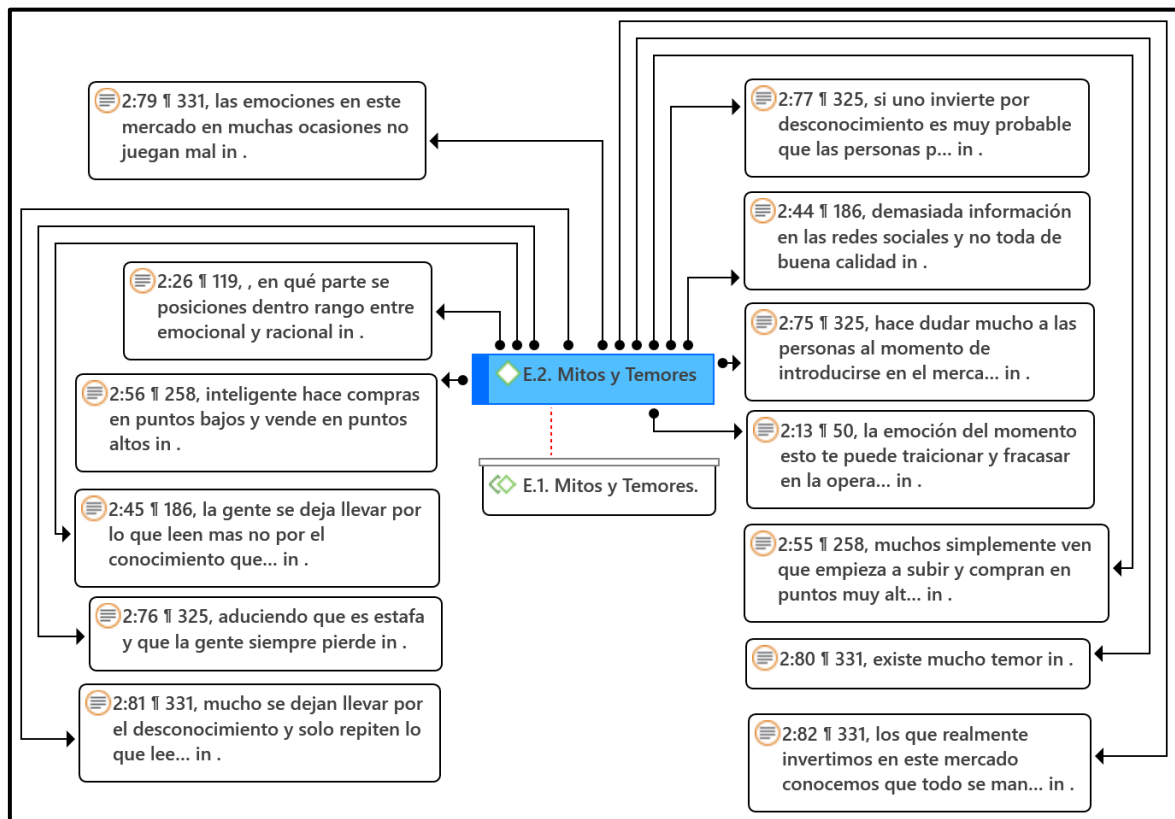 2:79 ¶ 331, las emociones en este
mercado en muchas ocasiones no
juegan mal in .
2:26 ¶ 119, , en qué parte se
posiciones dentro rango entre
emocional y racional in .
2:56 ¶ 258, inteligente hace compras
en puntos bajos y vende en puntos
altos in .
2:45 ¶ 186, la gente se deja llevar por
lo que leen mas no por el
conocimiento que... in .
2:76 ¶ 325, aduciendo que es estafa
y que la gente siempre pierde in .
2:81 ¶ 331, mucho se dejan llevar por
el desconocimiento y solo repiten lo
que lee... in .
E.2. Mitos y Temores
E.1. Mitos y Temores.
2:77 ¶ 325, si uno invierte por
desconocimiento es muy probable
que las personas p... in .
2:44 ¶ 186, demasiada información
en las redes sociales y no toda de
buena calidad in .
2:75 ¶ 325, hace dudar mucho a las
personas al momento de
introducirse en el merca... in .
2:13 ¶ 50, la emoción del momento
esto te puede traicionar y fracasar
en la opera... in .
2:55 ¶ 258, muchos simplemente ven
que empieza a subir y compran en
puntos muy alt... in .
2:80 ¶ 331, existe mucho temor in .
2:82 ¶ 331, los que realmente
invertimos en este mercado
conocemos que todo se man... in .